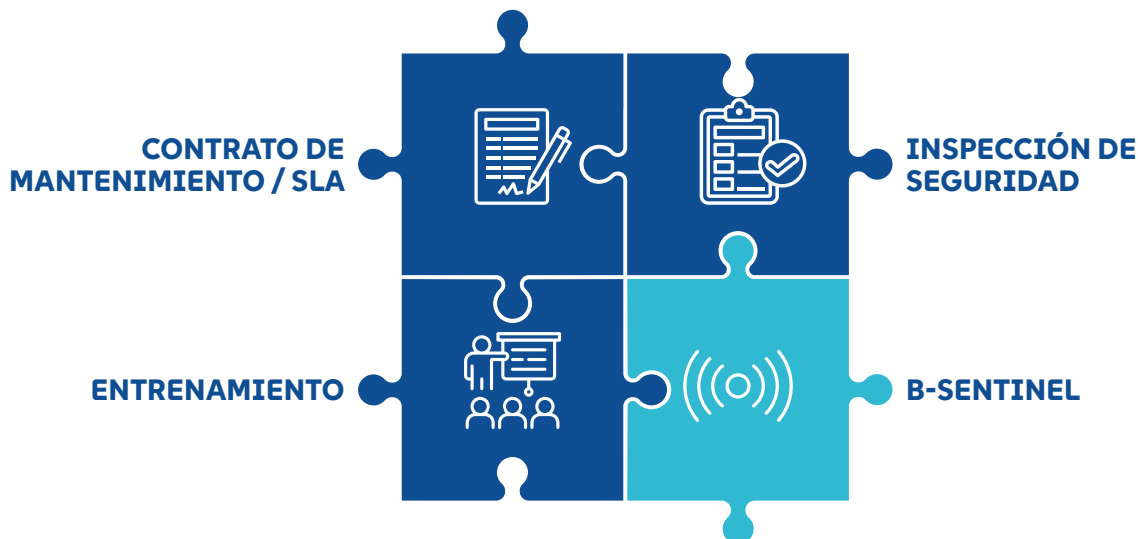 CONTRATO DE
MANTENIMIENTO / SLA
INSPECCIÓN DE
SEGURIDAD
ENTRENAMIENTO
B-SENTINEL